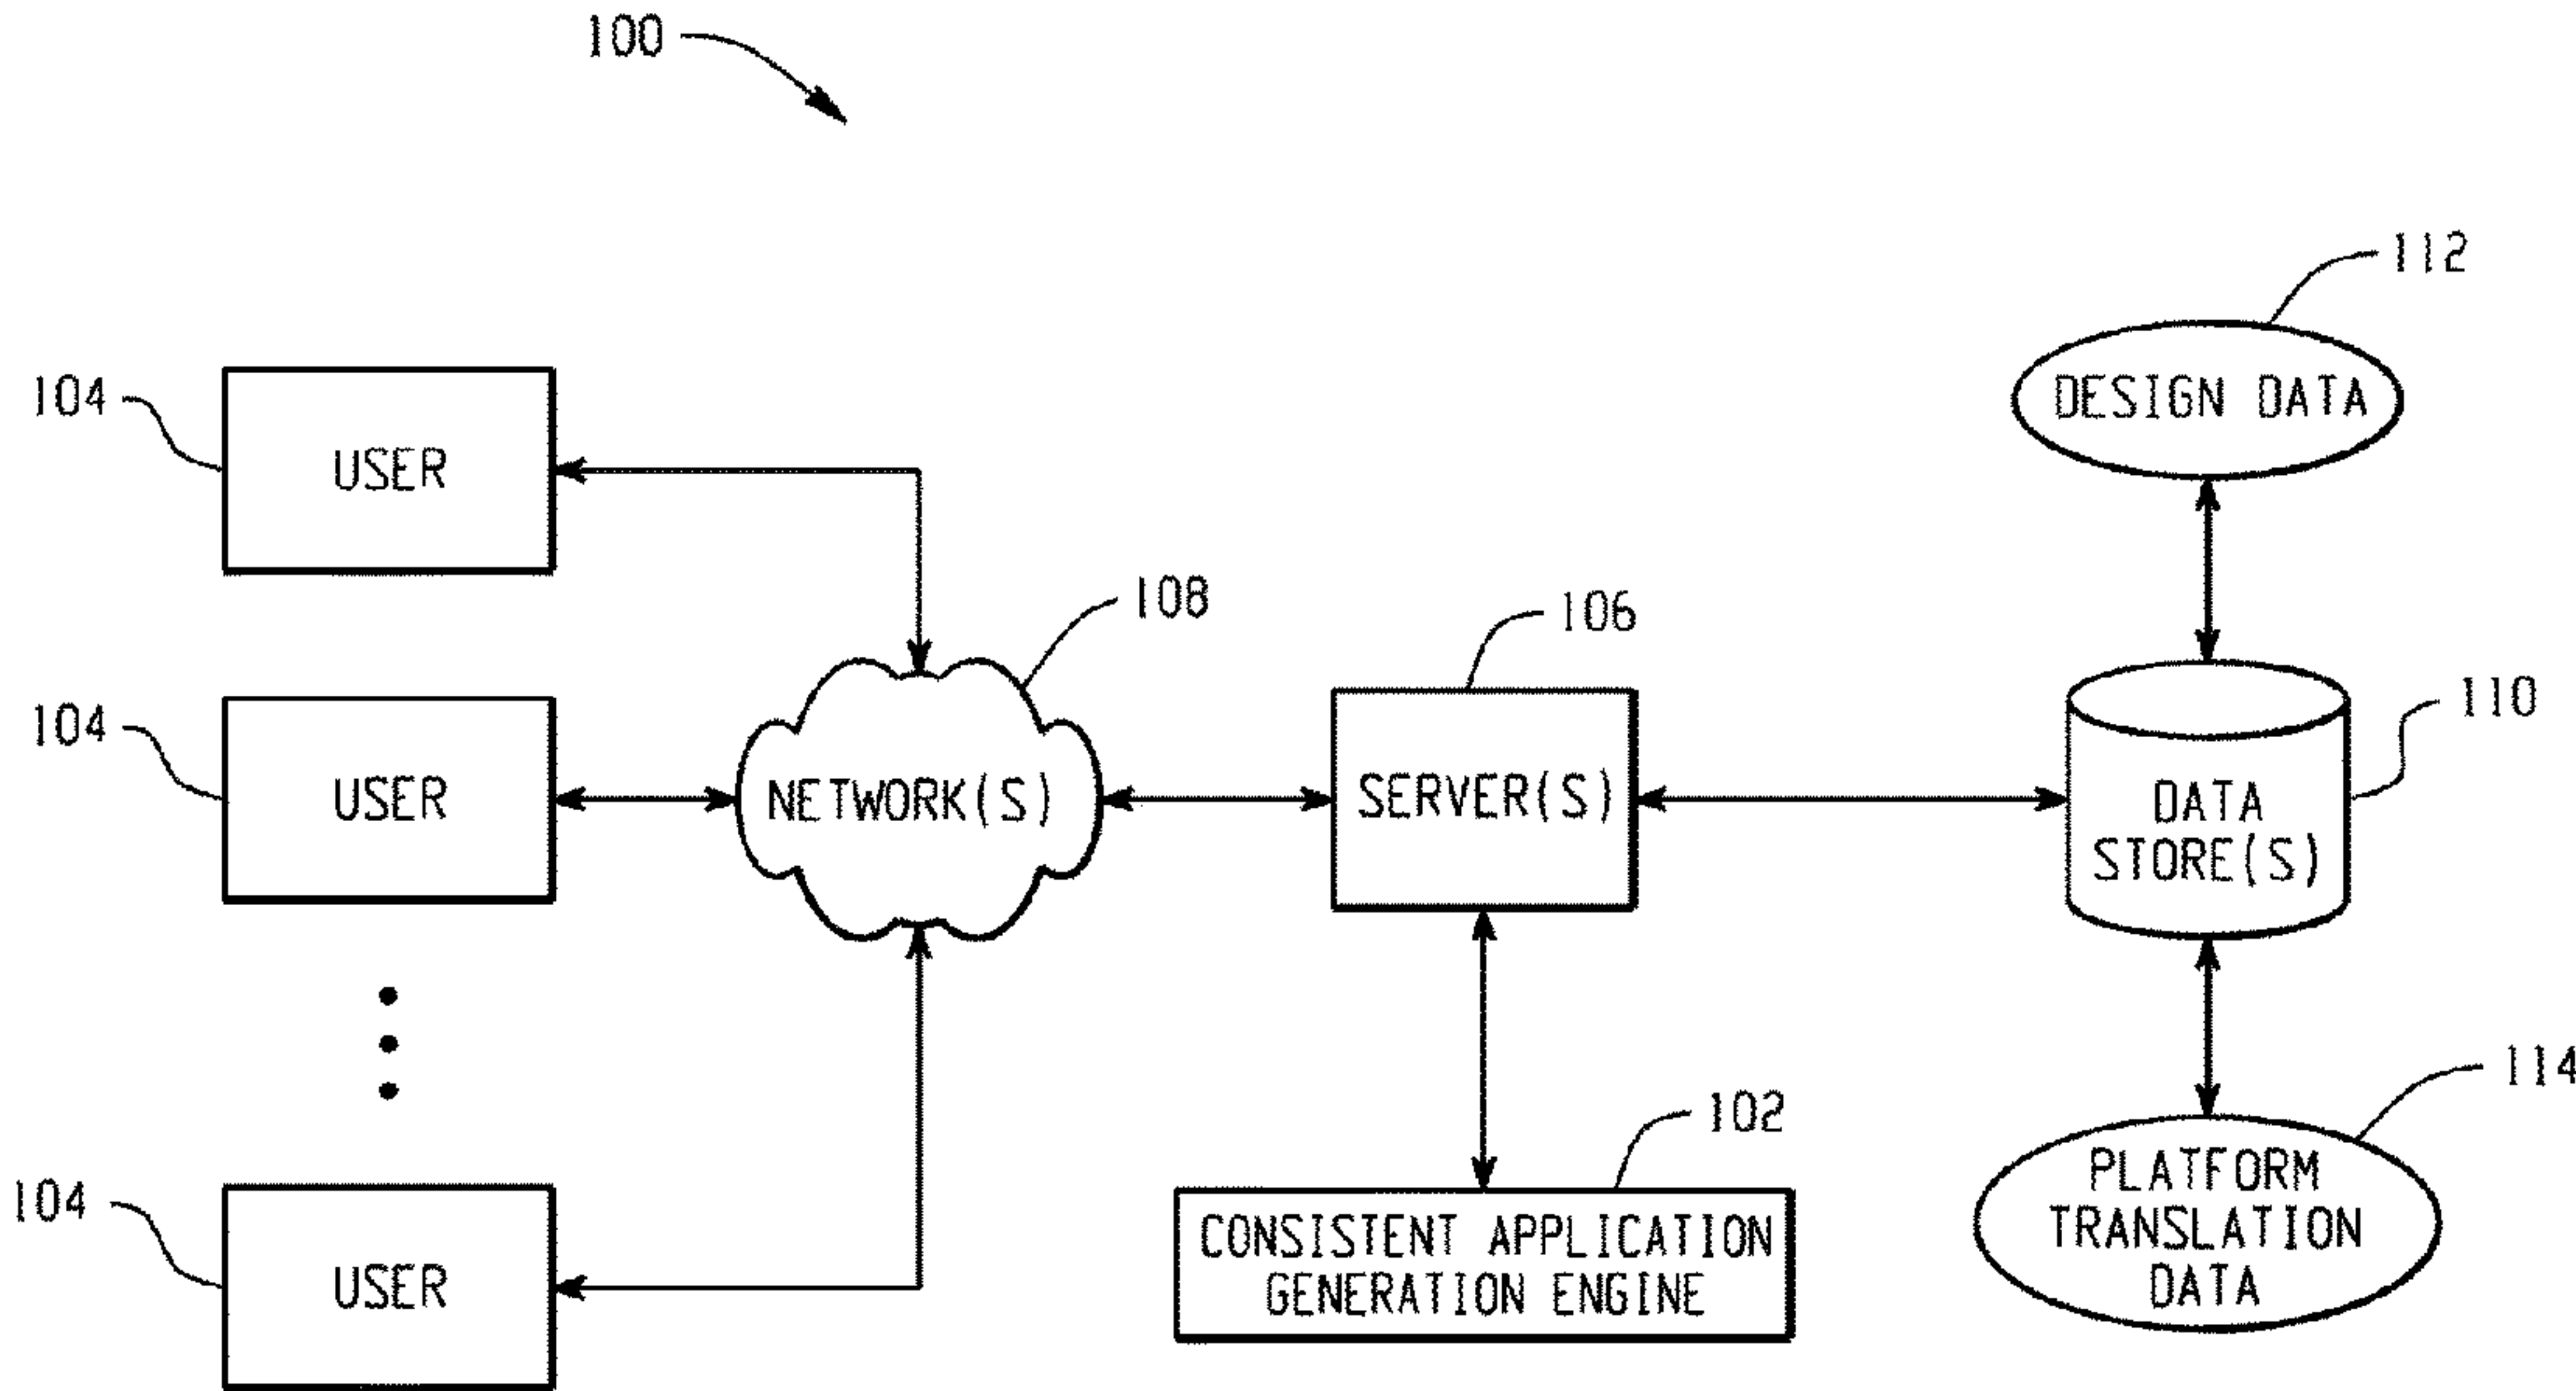 100
112
DESIGN DATA
104
USER
108
106
110
104
USER
NETWORK(S)
SERVER(S)
DATA
STORE(S)
114
102
PLATFORM
TRANSLATION
DATA
104
USER
CONSISTENT APPLICATION
GENERATION ENGINE